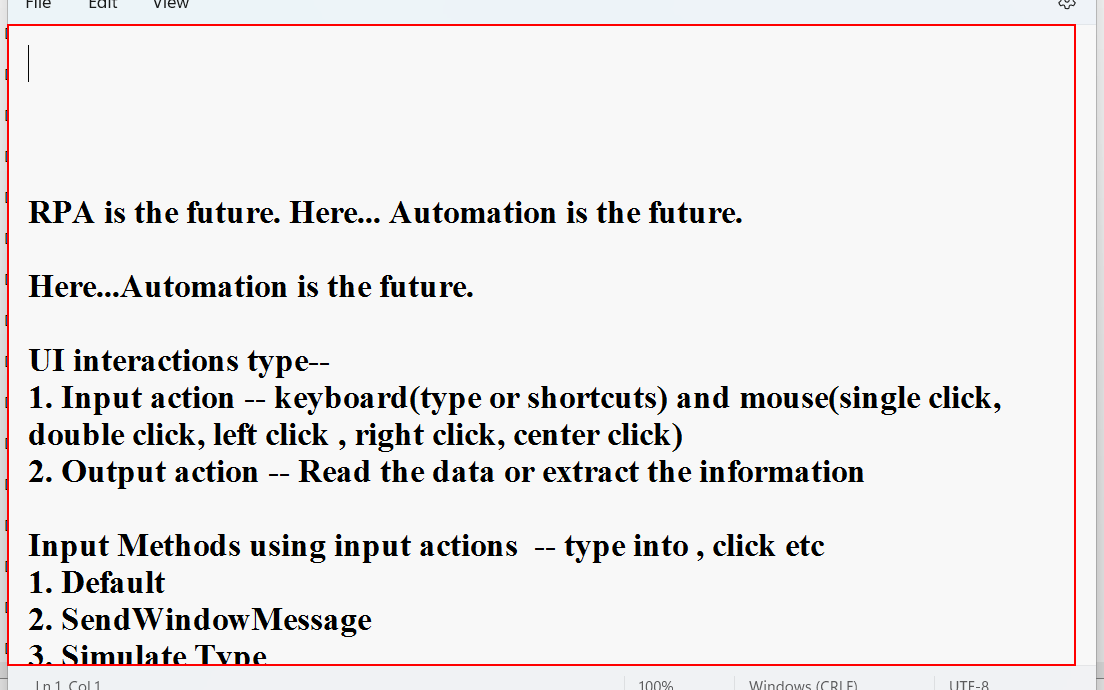 File Edit View
RPA is the future. Here... Automation is the future.
Here...Automation is the future.
UI interactions type--
1. Input action -- keyboard(type or shortcuts) and mouse(single click,
double click, left click , right click, center click)
2. Output action -- Read the data or extract the information
Input Methods using input actions  -- type into , click etc
1. Default
2. SendWindowMessage
3. Simulate Type
Ln 1, Col 1 100% Windows (CRLF) UTF-8